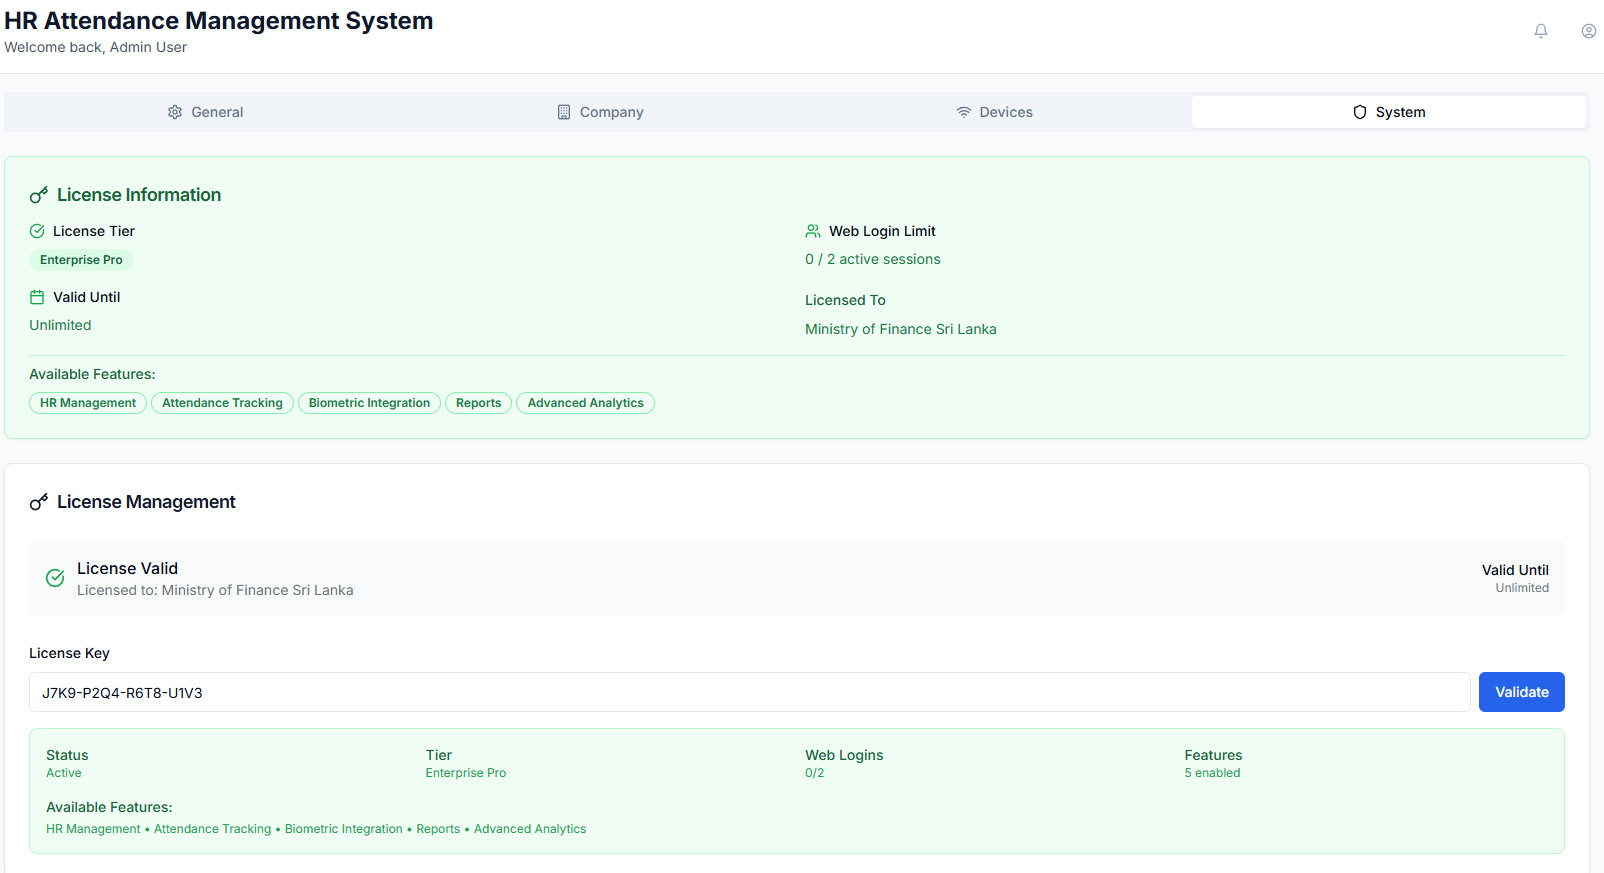 HR Attendance Management System
Welcome back, Admin User
General
Company
Devices
System
License Information
License Tier
Enterprise Pro
Valid Until
Unlimited
Web Login Limit
0 / 2 active sessions
Licensed To
Ministry of Finance Sri Lanka
Available Features:
HR Management
Attendance Tracking
Biometric Integration
Reports
Advanced Analytics
License Management
License Valid
Licensed to: Ministry of Finance Sri Lanka
Valid Until
Unlimited
License Key
J7K9-P2Q4-R6T8-U1V3
Validate
Status
Active
Tier
Enterprise Pro
Web Logins
0/2
Features
5 enabled
Available Features:
HR Management • Attendance Tracking • Biometric Integration • Reports • Advanced Analytics